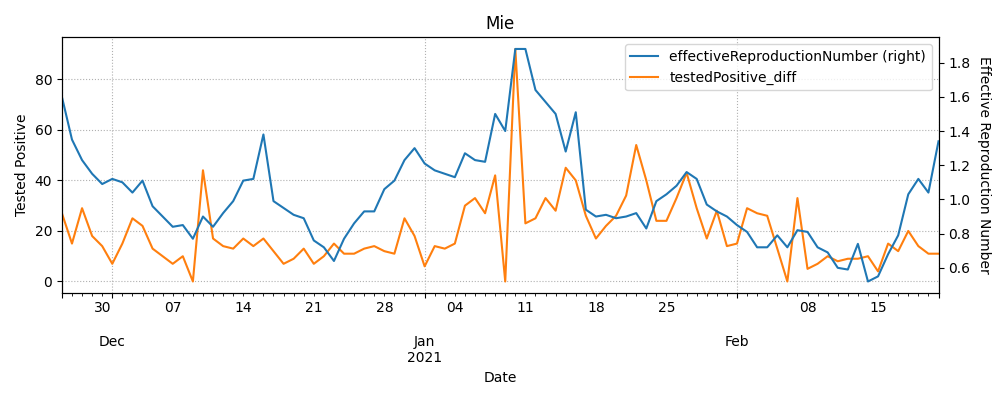 Mie
effectiveReproductionNumber (right)
testedPositive_diff
Tested Positive
80
60
40
20
0
1.8
1.6
1.4
1.2
1.0
0.8
0.6
Effective Reproduction Number
30 07 14 21 28 04 11 18 25 08 15
Dec Jan Feb
2021
Date